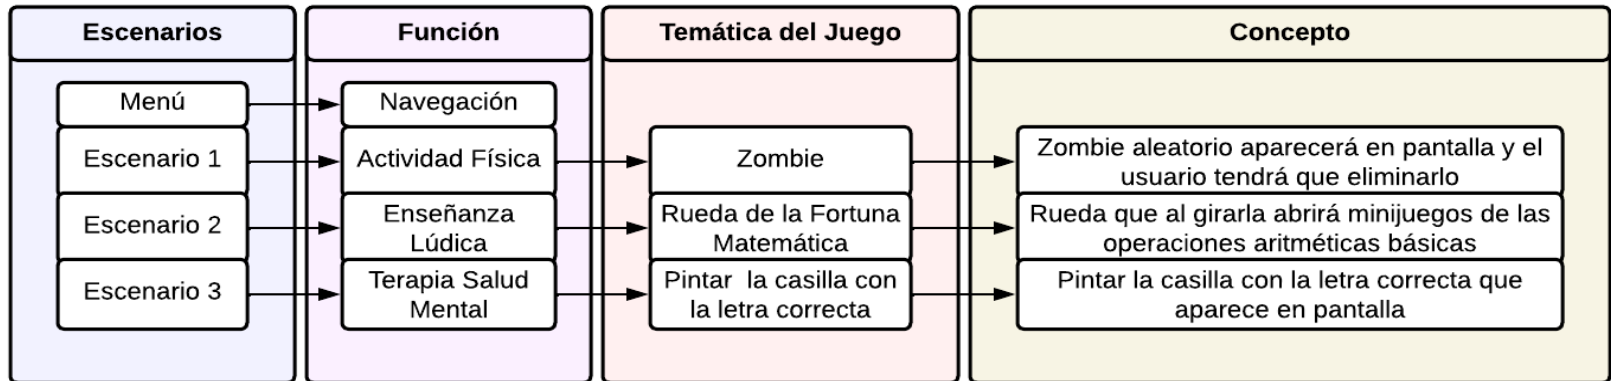 Escenarios
Función
Temática del Juego
Concepto
Menú
Navegación
Escenario 1
Actividad Física
Zombie
Zombie aleatorio aparecerá en pantalla y el
usuario tendrá que eliminarlo
Escenario 2
Enseñanza
Lúdica
Rueda de la Fortuna
Matemática
Rueda que al girarla abrirá minijuegos de las
operaciones aritméticas básicas
Escenario 3
Terapia Salud
Mental
Pintar  la casilla con
la letra correcta
Pintar la casilla con la letra correcta que
aparece en pantalla